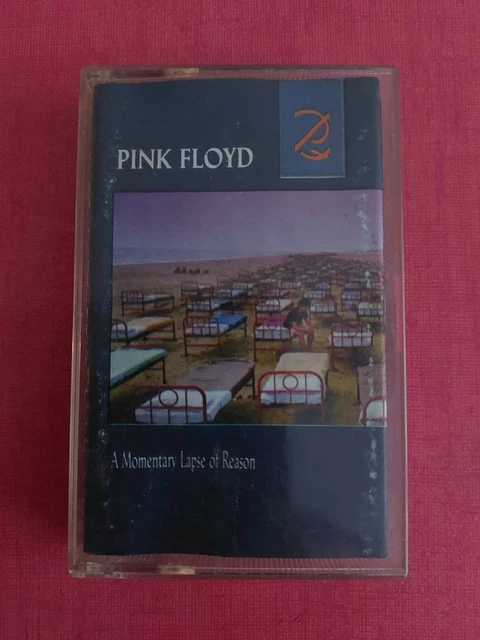 PINK FLOYD
A Momentary Lapse of Reason